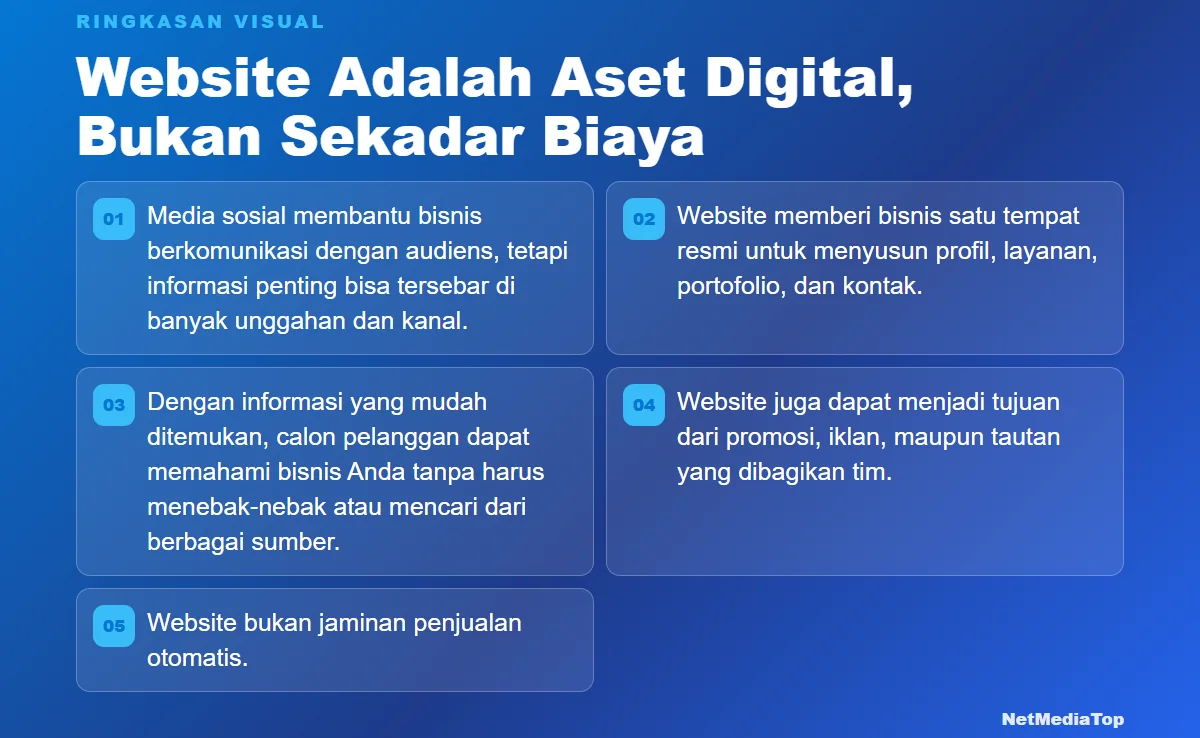 RINGKASAN VISUAL
Website Adalah Aset Digital,
Bukan Sekadar Biaya
01
Media sosial membantu bisnis
berkomunikasi dengan audiens, tetapi
informasi penting bisa tersebar di
banyak unggahan dan kanal.
02
Website memberi bisnis satu tempat
resmi untuk menyusun profil, layanan,
portofolio, dan kontak.
03
Dengan informasi yang mudah
ditemukan, calon pelanggan dapat
memahami bisnis Anda tanpa harus
menebak-nebak atau mencari dari
berbagai sumber.
04
Website juga dapat menjadi tujuan
dari promosi, iklan, maupun tautan
yang dibagikan tim.
05
Website bukan jaminan penjualan
otomatis.
NetMediaTop